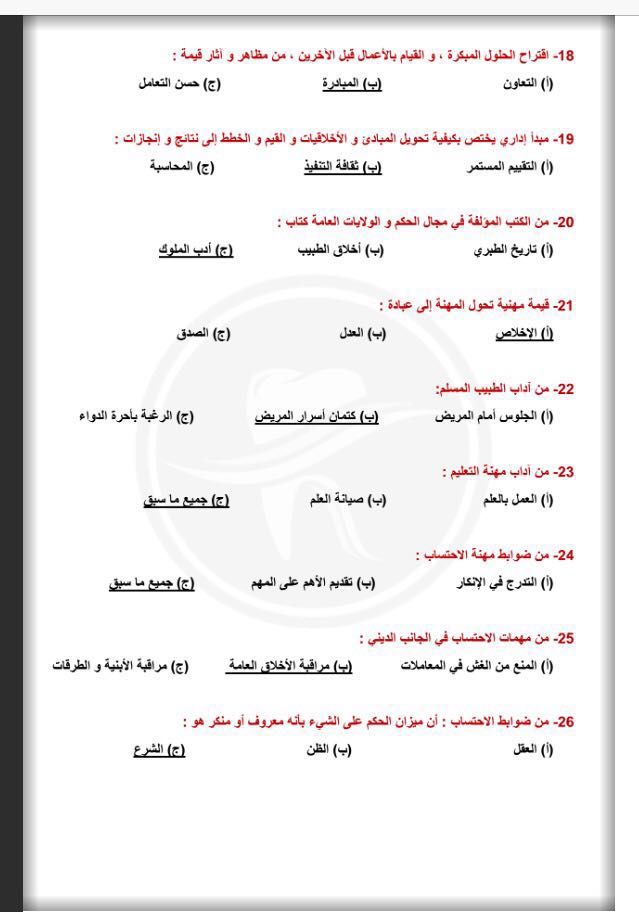 18- اقتراح الحلول المبكرة ، و القيام بالأعمال قبل الأخرين ، من مظاهر و أثار قيمة :
(أ) التعاون (ب) المبادرة (ج) حسن التعامل
19- مبدأ إداري يختص بكيفية تحويل المبادئ و الأخلاقيات و القيم و الخطط إلى نتائج و إنجازات :
(أ) التقييم المستمر (ب) ثقافة التنفيذ (ج) المحاسبة
20- من الكتب المؤلفة في مجال الحكم و الولايات العامة كتاب :
(أ) تاريخ الطبري (ب) أخلاق الطبيب (ج) أدب الملوك
21- قيمة مهنية تحول المهنة إلى عبادة :
(أ) الإخلاص (ب) العدل (ج) الصدق
22- من أداب الطبيب المسلم:
(أ) الجلوس أمام المريض (ب) كتمان أسرار المريض (ج) الرغبة بأجرة الدواء
23- من أداب مهنة التعليم :
(أ) العمل بالعلم (ب) صيانة العلم (ج) جميع ما سبق
24- من ضوابط مهنة الاحتساب :
(أ) التدرج في الإنكار (ب) تقديم الأهم على المهم (ج) جميع ما سبق
25- من مهمات الاحتساب في الجانب الديني :
(أ) المنع من الغش في المعاملات (ب) مراقبة الأخلاق العامة (ج) مراقبة الأبنية و الطرقات
26- من ضوابط الاحتساب : أن ميزان الحكم على الشيء بأنه معروف أو منكر هو :
(أ) العقل (ب) الظن (ج) الشرع